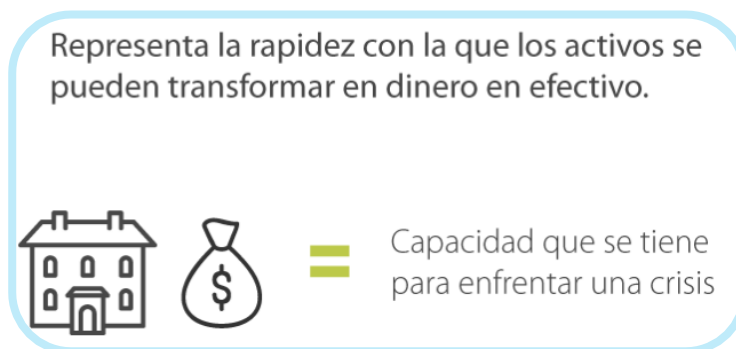 Representa la rapidez con la que los activos se
pueden transformar en dinero en efectivo.
$
=
Capacidad que se tiene
para enfrentar una crisis